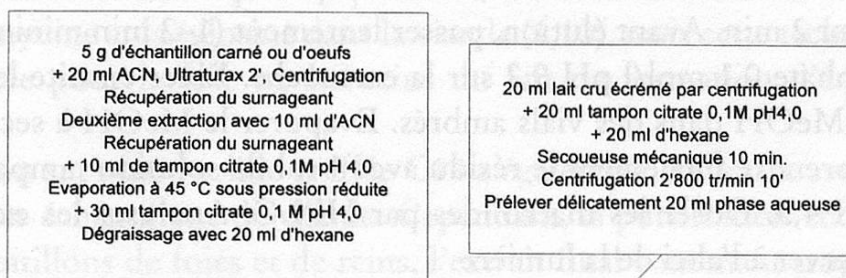 5 g d'échantillon carné ou d'oeufs
+ 20 ml ACN, Ultraturax 2', Centrifugation
Récupération du surnageant
Deuxième extraction avec 10 ml d'ACN
Récupération du surnageant
+ 10 ml de tampon citrate 0,1M pH4,0
Evaporation à 45 °C sous pression réduite
+ 30 ml tampon citrate 0,1 M pH 4,0
Dégraissage avec 20 ml d'hexane
20 ml lait cru écrémé par centrifugation
+ 20 ml tampon citrate 0,1M pH4,0
+ 20 ml d'hexane
Secoueuse mécanique 10 min.
Centrifugation 2'800 tr/min 10'
Prélever délicatement 20 ml phase aqueuse